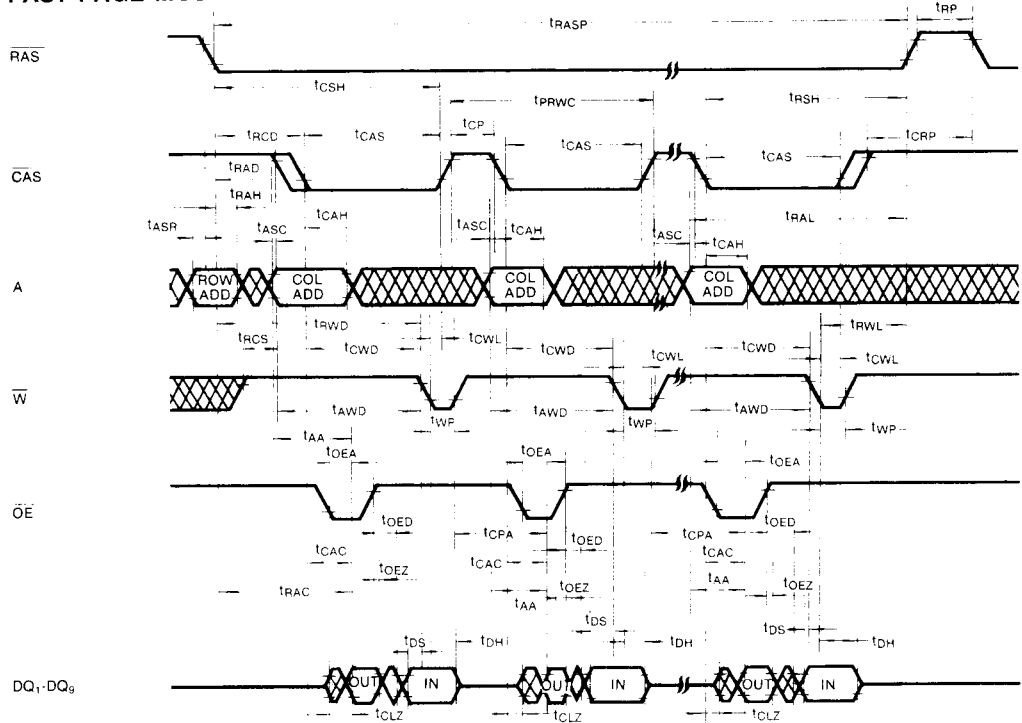 tRASP
tRP
RAS
tCSH
tPRWC
tRSH
tRCD
tCAS
tCP
tCAS
tCRP
tCAS
CAS
tRAD
tRAH
tASR
tASC
tCAH
tASC
tCAH
tRAL
tASC
tCAH
A
ROW ADD
COL ADD
COL ADD
COL ADD
tRWD
tRWL
tRCS
tCWD
tCWL
tCWD
tCWL
tCWD
tCWL
W
tAWD
tWP
tAWD
tWP
tAWD
tWP
tAA
tOEA
tOEA
tOEA
OE
tOED
tCPA
tOED
tCPA
tOED
tCAC
tOEZ
tCAC
tOEZ
tCAC
tOEZ
tRAC
tAA
tAA
tDS
tDH
tDS
tDH
tDS
tDH
DQ1-DQ9
OUT
IN
OUT
IN
OUT
IN
tCLZ
tCLZ
tCLZ